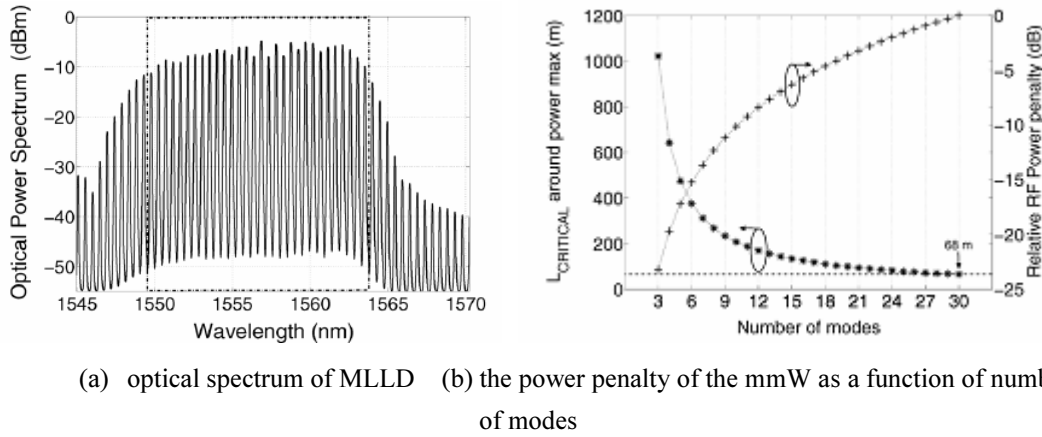 (a)
(b)
Optical Power Spectrum (dBm)
0
−10
−20
−30
−40
−50
1545 1550 1555 1560 1565 1570
Wavelength (nm)
L_CRITICAL around power max (m)
1200
1000
800
600
400
200
0
3 6 9 12 15 18 21 24 27 30
Number of modes
68 m
0
−5
−10
−15
−20
−25
Relative RF Power penalty (dB)
(a) optical spectrum of MLLD (b) the power penalty of the mmW as a function of numb
of modes